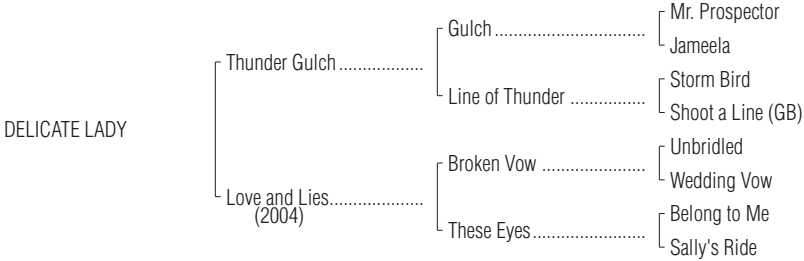 Mr. Prospector
Gulch ...............................
Jameela
Thunder Gulch ..................
Storm Bird
Line of Thunder ................
Shoot a Line (GB)
DELICATE LADY
Unbridled
Broken Vow ......................
Wedding Vow
Love and Lies....................
(2004)
Belong to Me
These Eyes........................
Sally's Ride